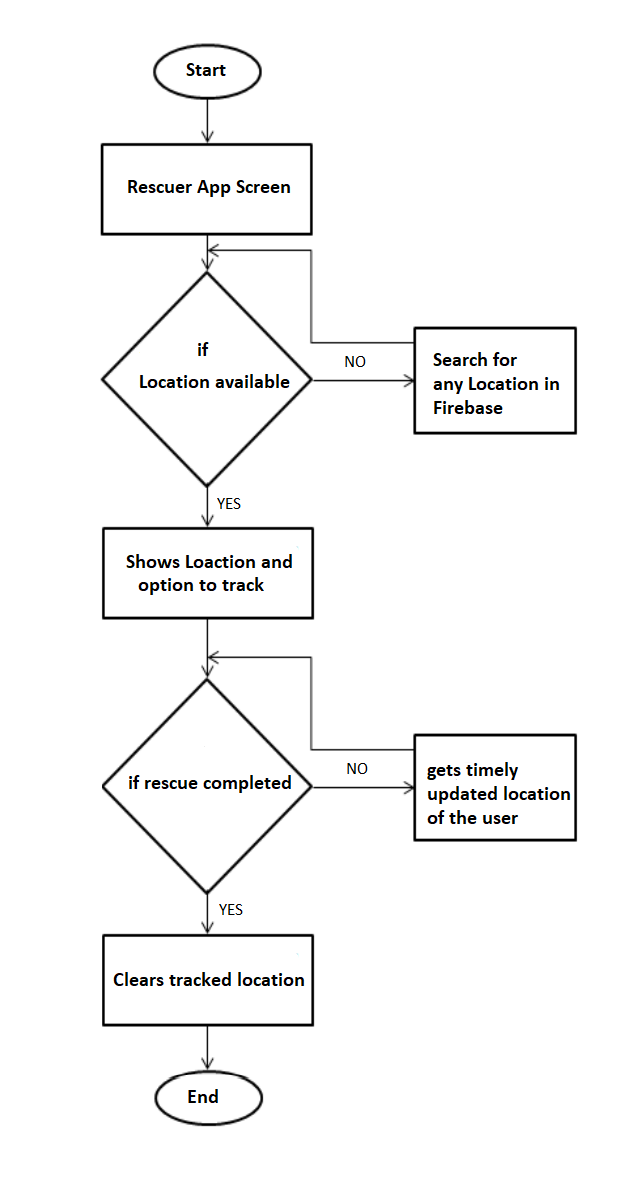 Start
Rescuer App Screen
if
Location available
NO
Search for
any Location in
Firebase
YES
Shows Loaction and
option to track
if rescue completed
NO
gets timely
updated location
of the user
YES
Clears tracked location
End